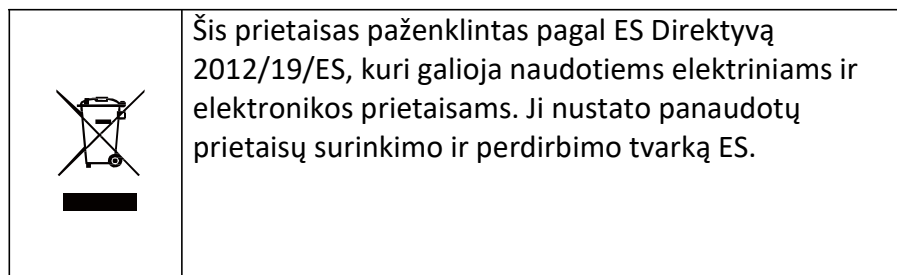 Šis prietaisas paženklintas pagal ES Direktyvą
2012/19/ES, kuri galioja naudotiems elektriniams ir
elektronikos prietaisams. Ji nustato panaudotų
prietaisų surinkimo ir perdirbimo tvarką ES.